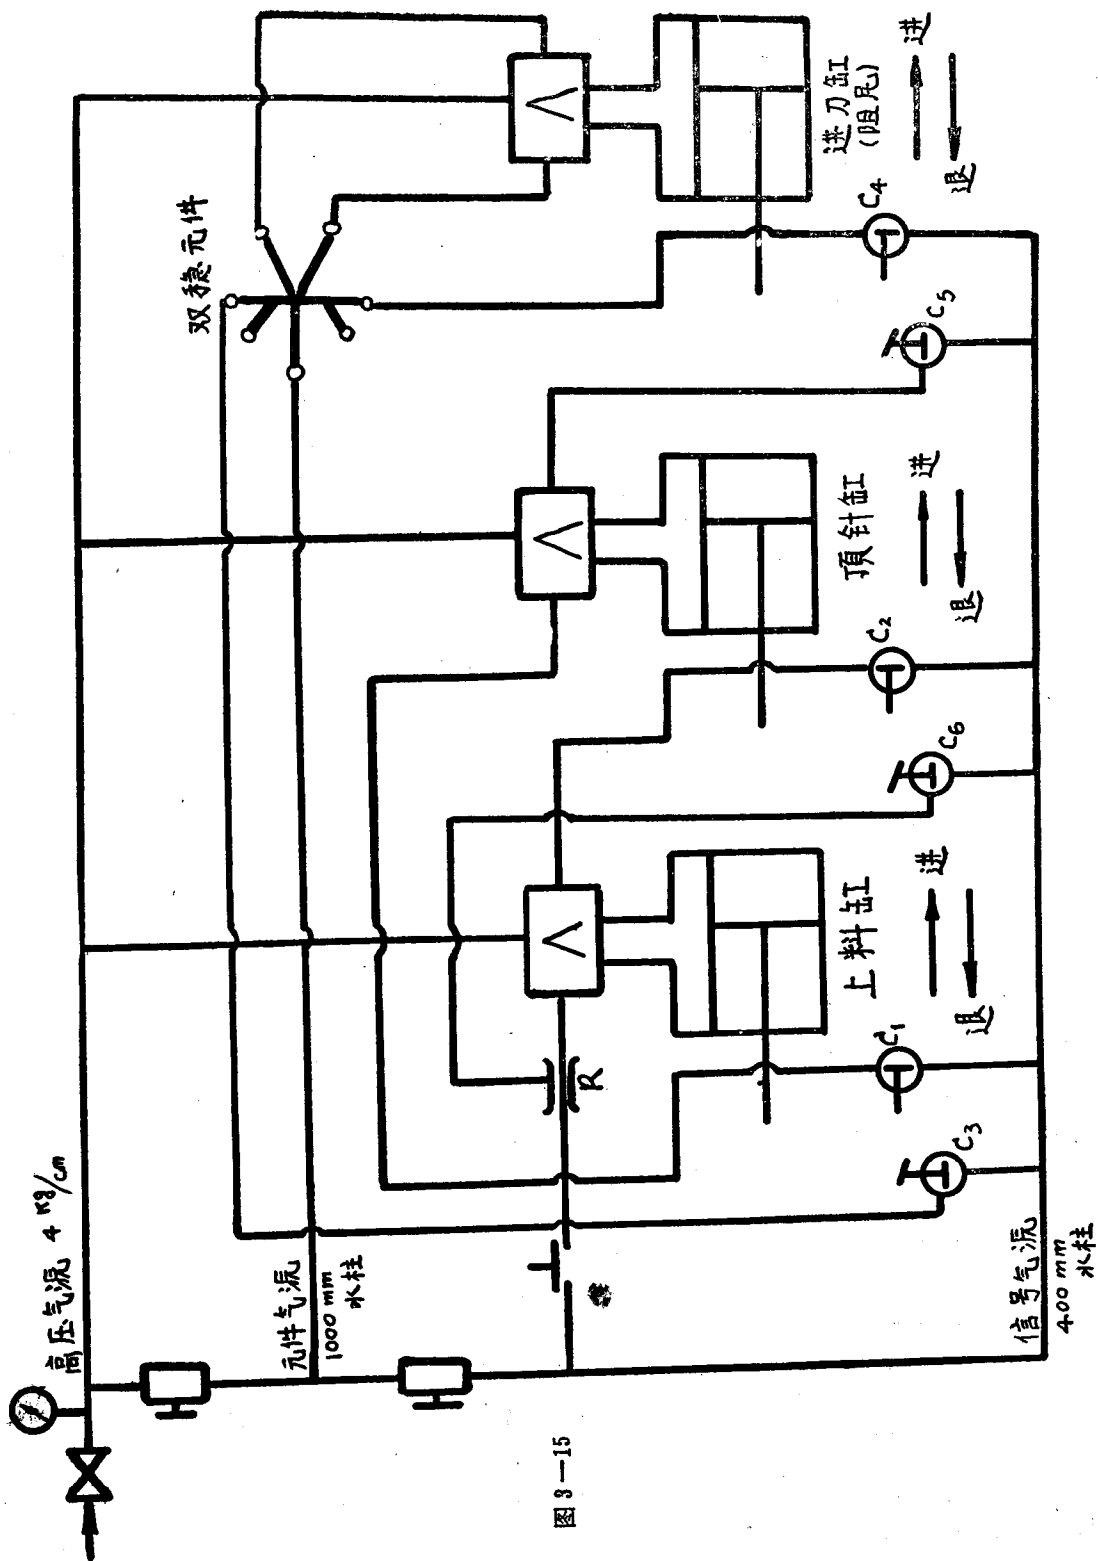 高压气源 4 kg/cm
元件气源
1000 mm
水柱
信号气源
400 mm
水柱
双稳元件
R
C3
C1
上料缸
进
退
C6
C2
頂针缸
进
退
C5
C4
进刀缸
(阻尼)
进
退
图3—15